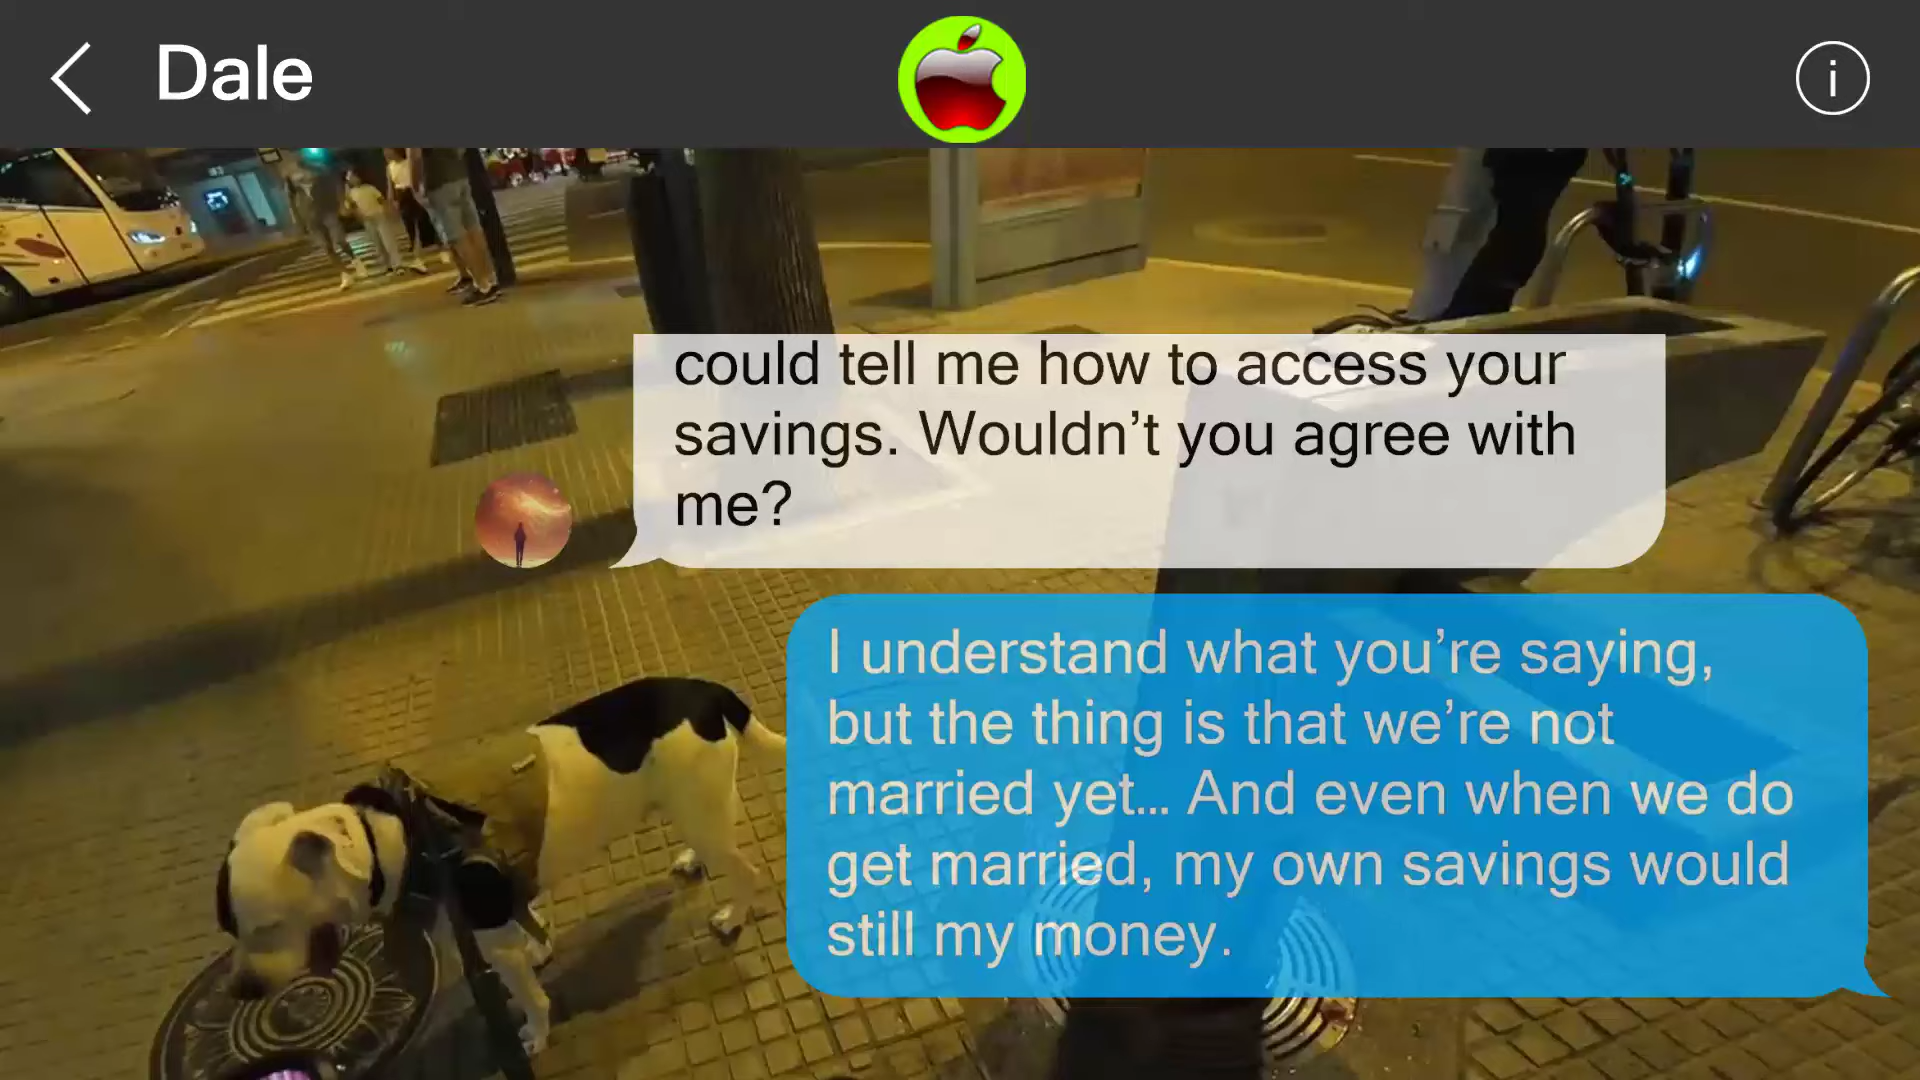 Dale
could tell me how to access your
savings. Wouldn’t you agree with
me?
I understand what you’re saying,
but the thing is that we’re not
married yet... And even when we do
get married, my own savings would
still my money.